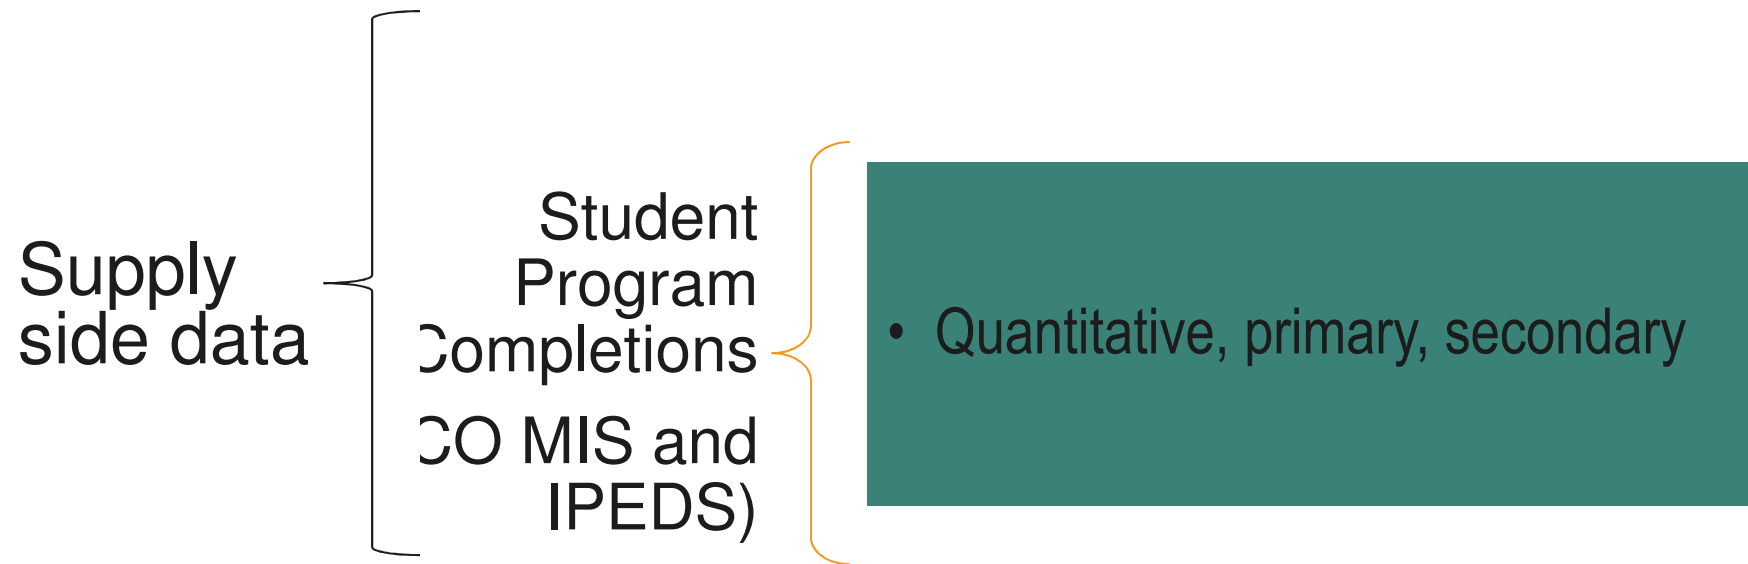 Supply
side data
Student
Program
Completions
CO MIS and
IPEDS)
• Quantitative, primary, secondary